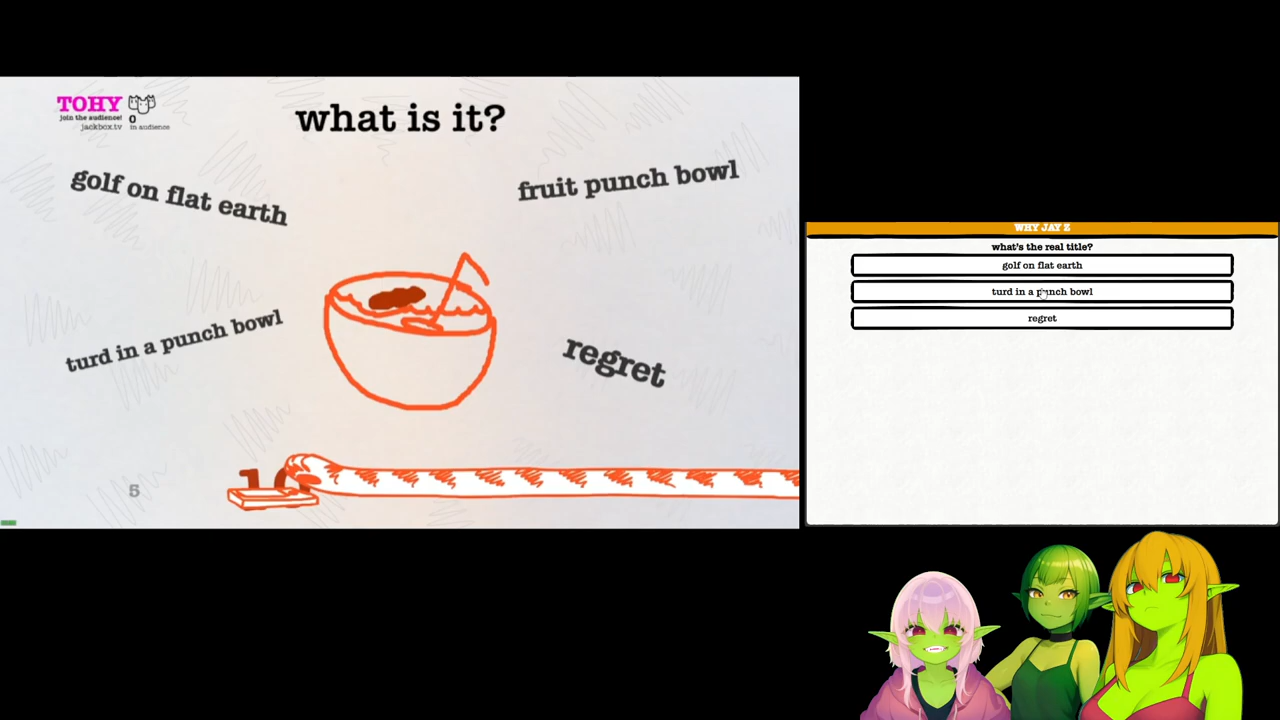 TOHY
join the audience!
jackbox.tv
0
in audience
what is it?
golf on flat earth
fruit punch bowl
turd in a punch bowl
regret
5
WHY JAY Z
what's the real title?
golf on flat earth
turd in a punch bowl
regret